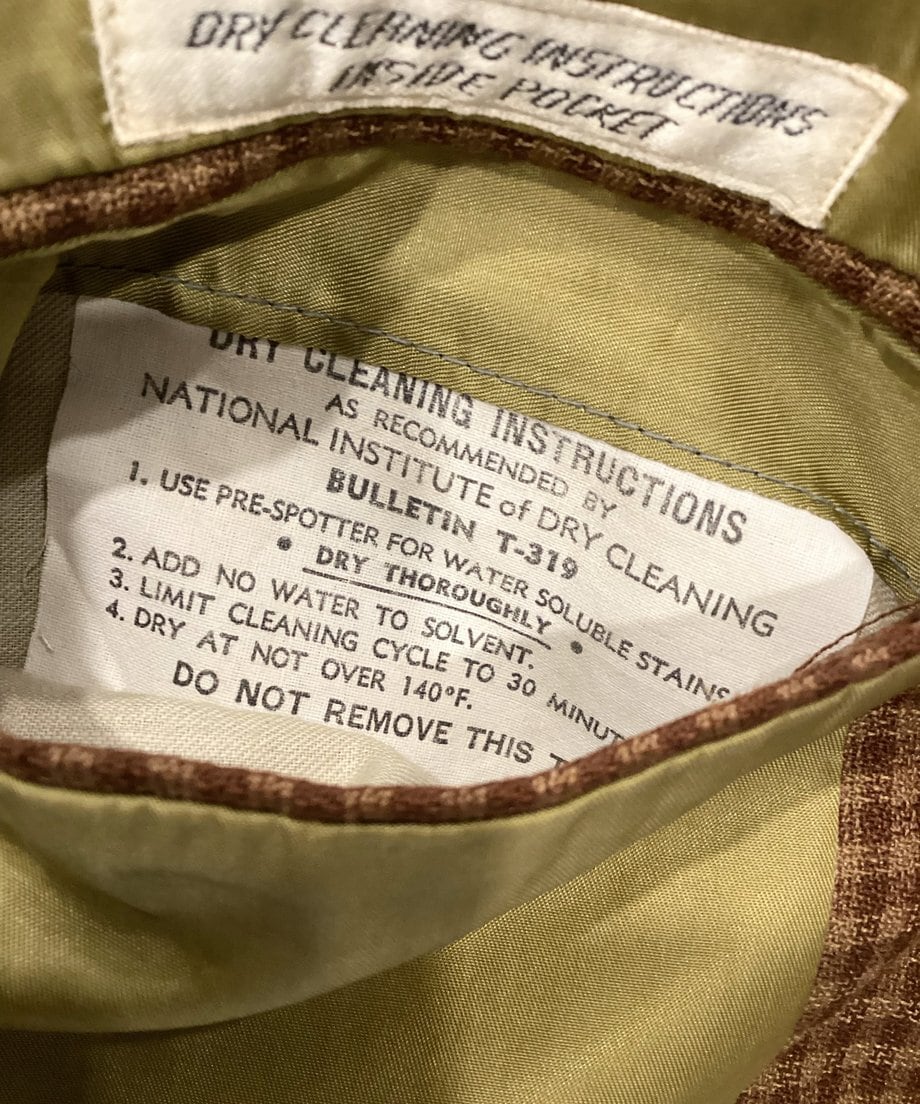 DRY CLEANING INSTRUCTIONS
INSIDE POCKET
DRY CLEANING INSTRUCTIONS
AS RECOMMENDED BY
NATIONAL INSTITUTE of DRY CLEANING
BULLETIN T-319
1. USE PRE-SPOTTER FOR WATER SOLUBLE STAINS
• DRY THOROUGHLY •
2. ADD NO WATER TO SOLVENT.
3. LIMIT CLEANING CYCLE TO 30 MINUT
4. DRY AT NOT OVER 140°F.
DO NOT REMOVE THIS T